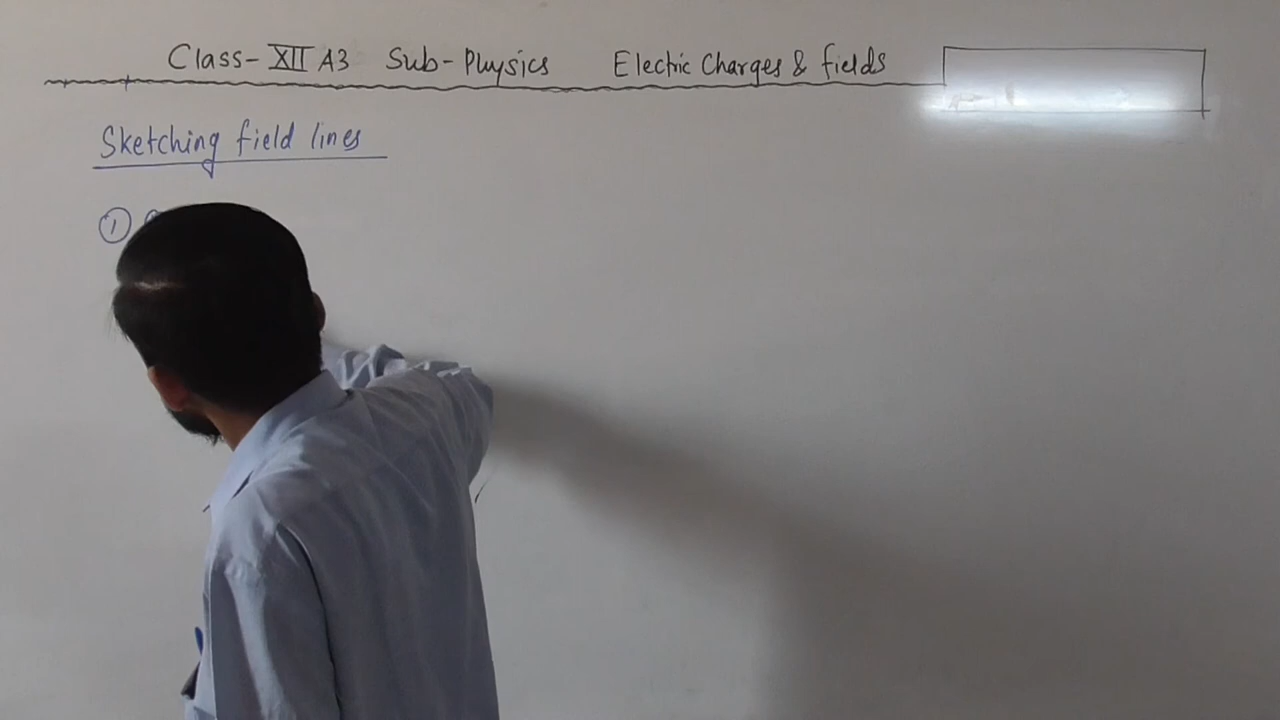 Class-XII A3 Sub-Physics Electric Charges & fields
Sketching field lines
①